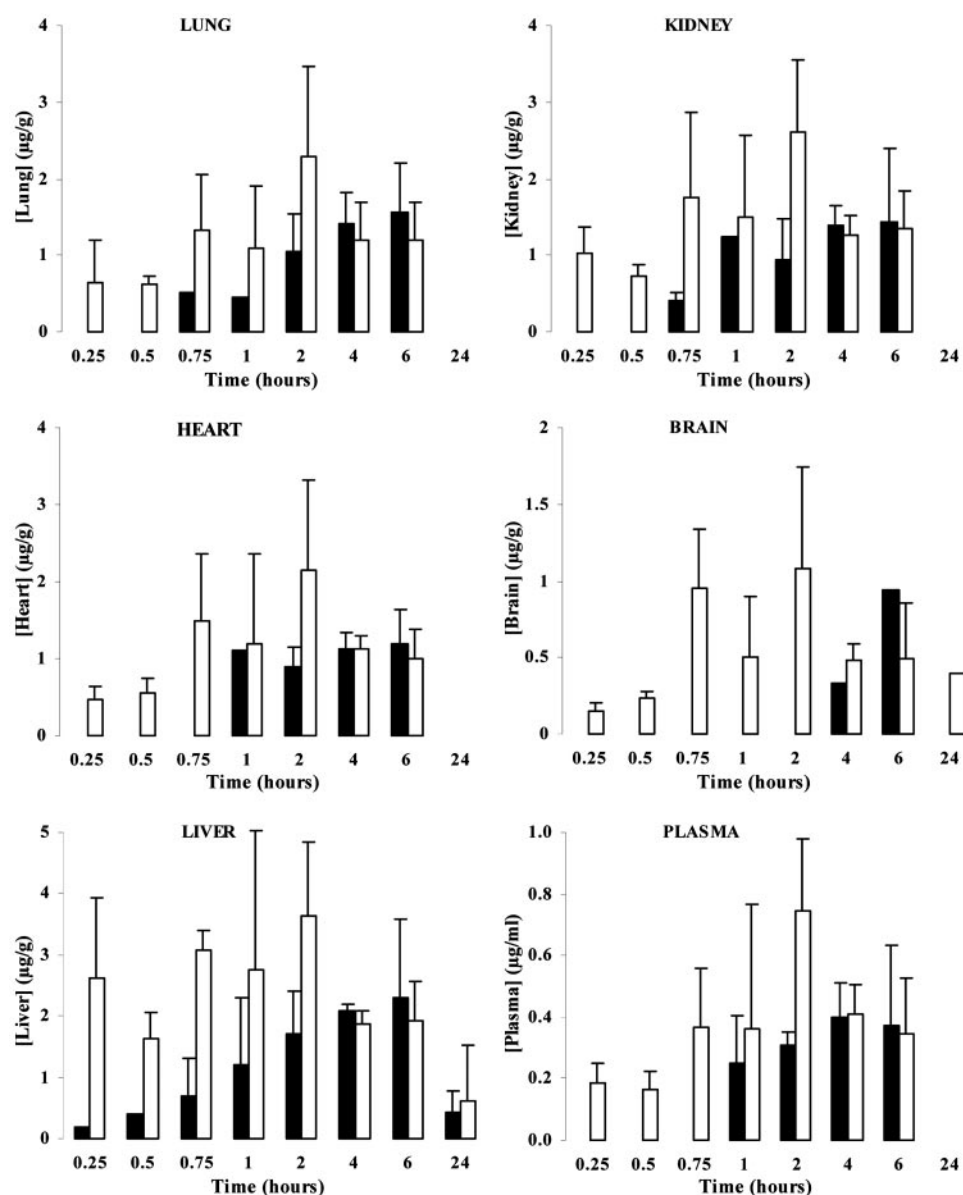 LUNG
[Lung] (µg/g)
4
3
2
1
0
0.25 0.5 0.75 1 2 4 6 24
Time (hours)
KIDNEY
[Kidney] (µg/g)
4
3
2
1
0
0.25 0.5 0.75 1 2 4 6 24
Time (hours)
HEART
[Heart] (µg/g)
4
3
2
1
0
0.25 0.5 0.75 1 2 4 6 24
Time (hours)
BRAIN
[Brain] (µg/g)
2
1.5
1
0.5
0
0.25 0.5 0.75 1 2 4 6 24
Time (hours)
LIVER
[Liver] (µg/g)
5
4
3
2
1
0
0.25 0.5 0.75 1 2 4 6 24
Time (hours)
PLASMA
[Plasma] (µg/ml)
1.0
0.8
0.6
0.4
0.2
0.0
0.25 0.5 0.75 1 2 4 6 24
Time (hours)